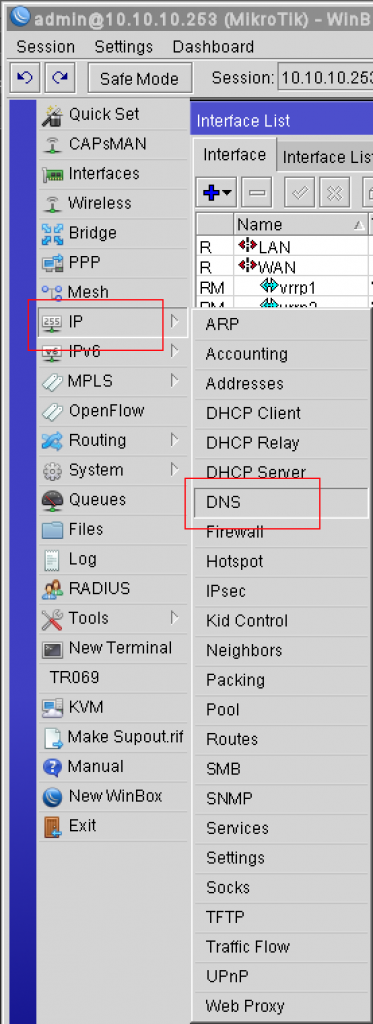 admin@10.10.10.253 (MikroTik) - WinB
Session Settings Dashboard
Safe Mode Session: 10.10.10.253
Quick Set
CAPsMAN
Interfaces
Wireless
Bridge
PPP
Mesh
255 IP
v6 IPv6
MPLS
OpenFlow
Routing
System
Queues
Files
Log
RADIUS
Tools
New Terminal
TR069
KVM
Make Supout.rif
Manual
New WinBox
Exit
Interface List
Interface Interface Lis
Name
R LAN
R WAN
RM vrrp1
RM vrrp2
ARP
Accounting
Addresses
DHCP Client
DHCP Relay
DHCP Server
DNS
Firewall
Hotspot
IPsec
Kid Control
Neighbors
Packing
Pool
Routes
SMB
SNMP
Services
Settings
Socks
TFTP
Traffic Flow
UPnP
Web Proxy